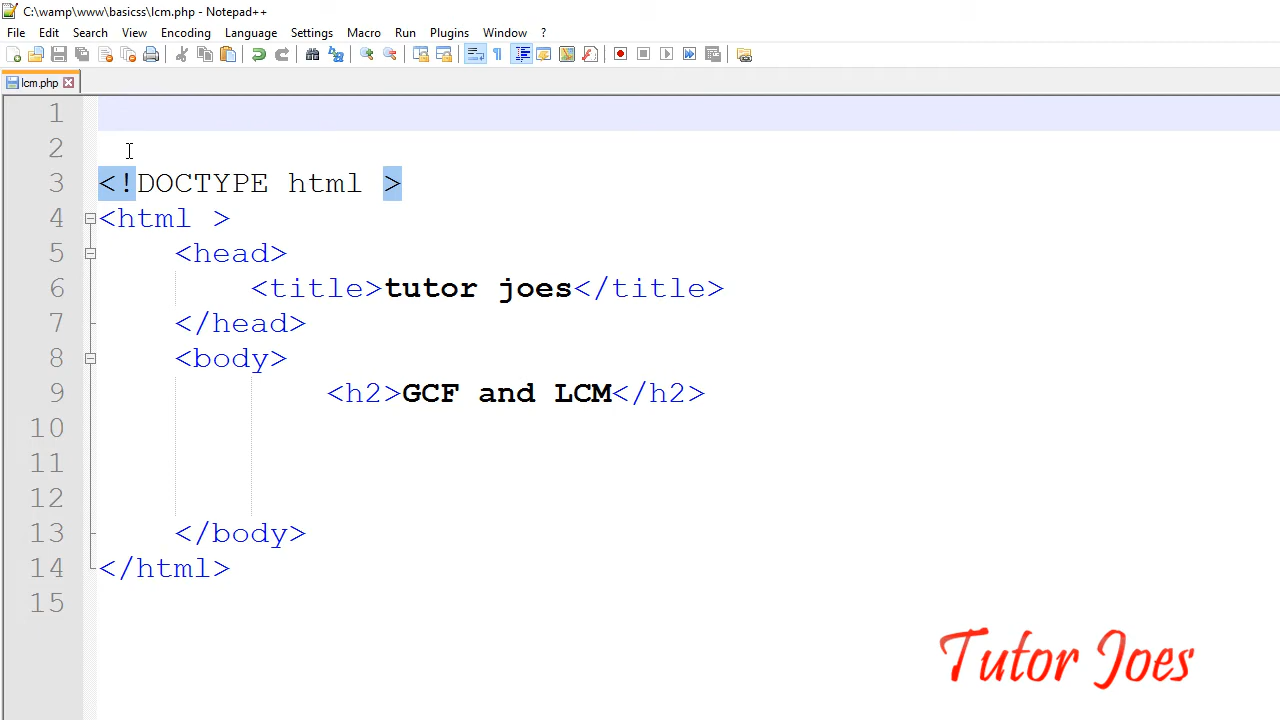 C:\wamp\www\basicss\lcm.php - Notepad++
File Edit Search View Encoding Language Settings Macro Run Plugins Window ?
lcm.php
1
2
3 <!DOCTYPE html >
4 <html >
5 <head>
6 <title>tutor joes</title>
7 </head>
8 <body>
9 <h2>GCF and LCM</h2>
10
11
12
13 </body>
14 </html>
15
Tutor Joes